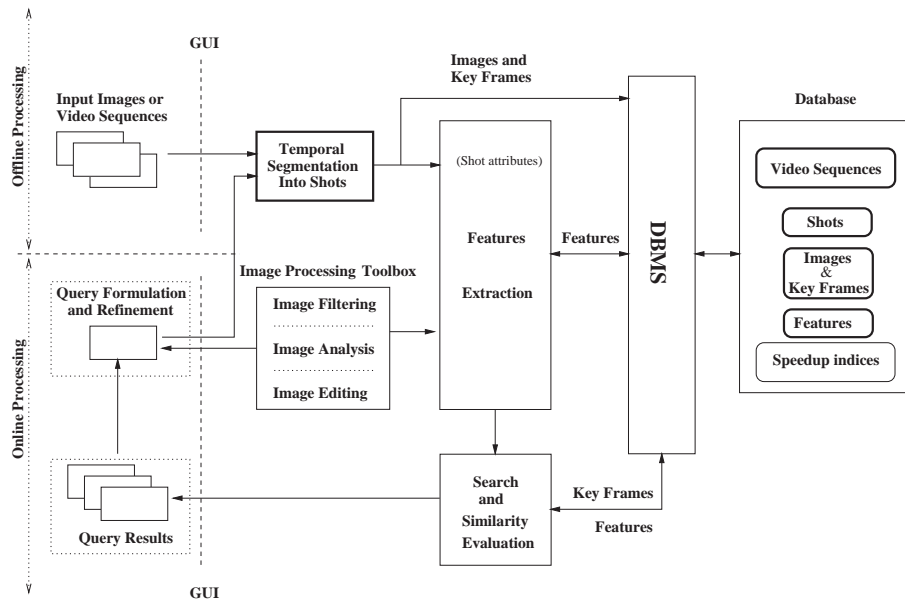 GUI
Images and
Key Frames
Offline Processing
Input Images or
Video Sequences
Database
Temporal
Segmentation
Into Shots
(Shot attributes)
Video Sequences
Shots
Features
Extraction
Features
DBMS
Images
&
Key Frames
Features
Speedup indices
Image Processing Toolbox
Query Formulation
and Refinement
Image Filtering
Image Analysis
Image Editing
Online Processing
Search
and
Similarity
Evaluation
Key Frames
Features
Query Results
GUI